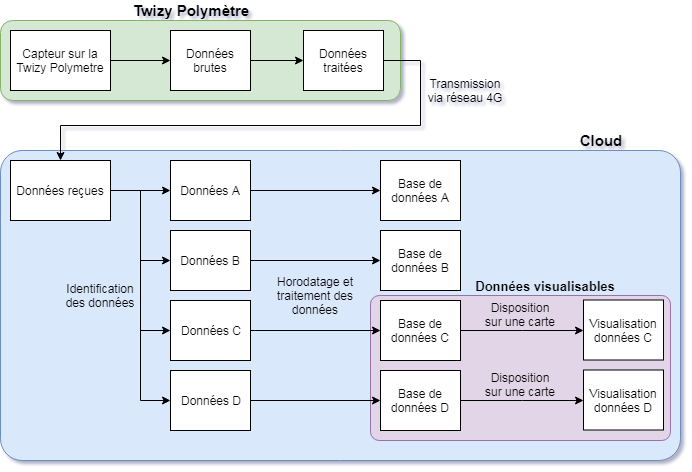 Twizy Polymètre
Capteur sur la
Twizy Polymetre
Données
brutes
Données
traitées
Transmission
via réseau 4G
Cloud
Données reçues
Données A
Base de
données A
Données B
Base de
données B
Identification
des données
Horodatage et
traitement des
données
Données visualisables
Données C
Base de
données C
Disposition
sur une carte
Visualisation
données C
Données D
Base de
données D
Disposition
sur une carte
Visualisation
données D